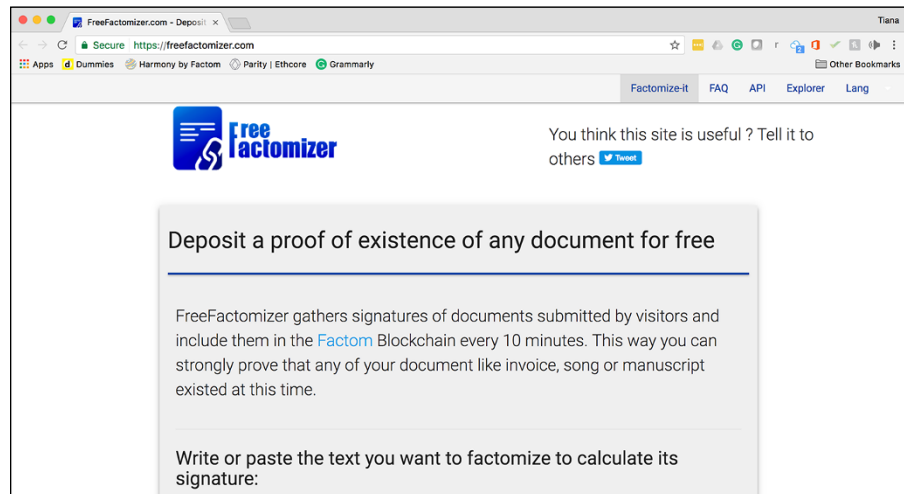 FreeFactomizer.com - Deposit ×
Tiana
Secure https://freefactomizer.com
Apps d Dummies Harmony by Factom Parity | Ethcore Grammarly Other Bookmarks
Factomize-it FAQ API Explorer Lang
Free
Factomizer
You think this site is useful ? Tell it to
others Tweet
Deposit a proof of existence of any document for free
FreeFactomizer gathers signatures of documents submitted by visitors and
include them in the Factom Blockchain every 10 minutes. This way you can
strongly prove that any of your document like invoice, song or manuscript
existed at this time.
Write or paste the text you want to factomize to calculate its
signature: